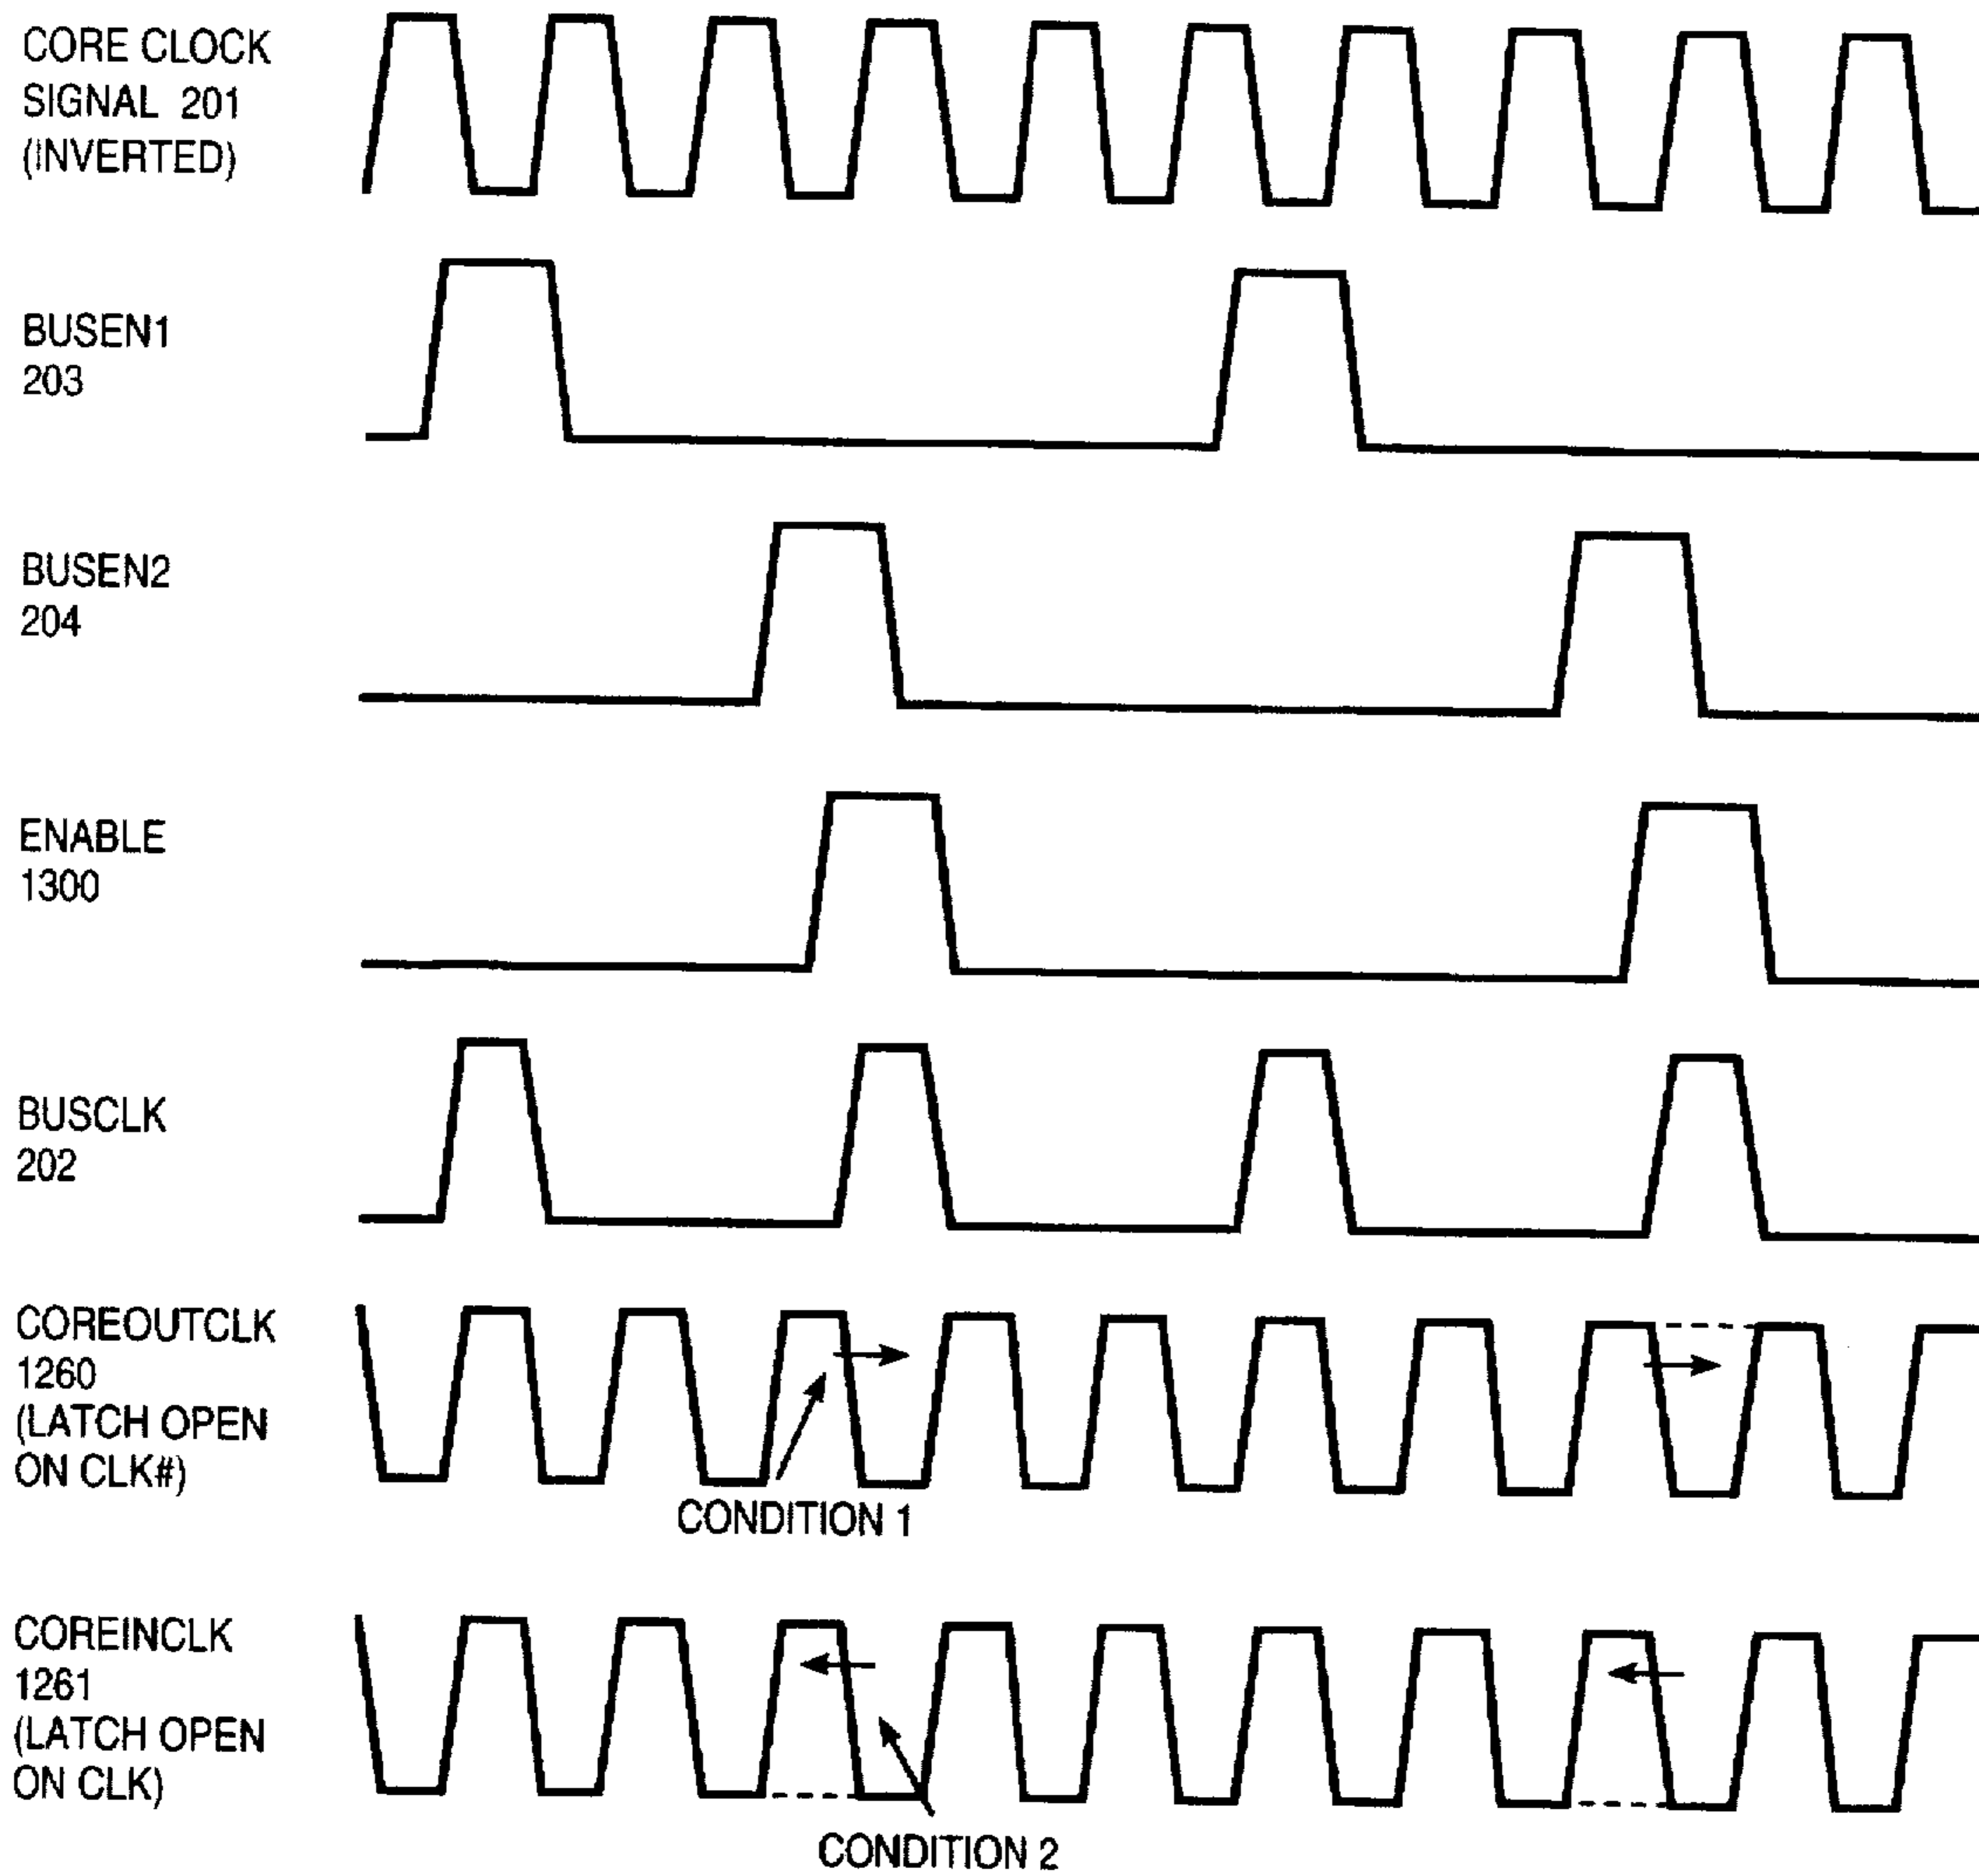 CORE CLOCK
SIGNAL 201
(INVERTED)
BUSEN1
203
BUSEN2
204
ENABLE
1300
BUSCLK
202
COREOUTCLK
1260
(LATCH OPEN
ON CLK#)
CONDITION 1
COREINCLK
1261
(LATCH OPEN
ON CLK)
CONDITION 2